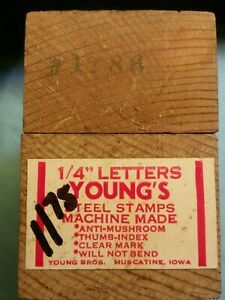 1/4" LETTERS
YOUNG'S
STEEL STAMPS
MACHINE MADE
•ANTI-MUSHROOM
•THUMB-INDEX
•CLEAR MARK
•WILL NOT BEND
YOUNG BROS. MUSCATINE, IOWA
1175